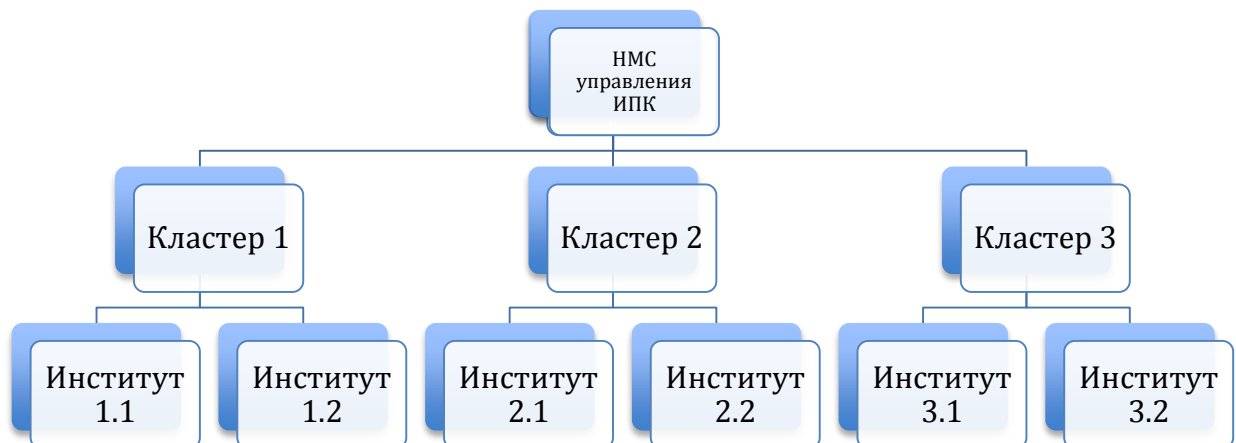 НМС
управления
ИПК
Кластер 1
Кластер 2
Кластер 3
Институт
1.1
Институт
1.2
Институт
2.1
Институт
2.2
Институт
3.1
Институт
3.2